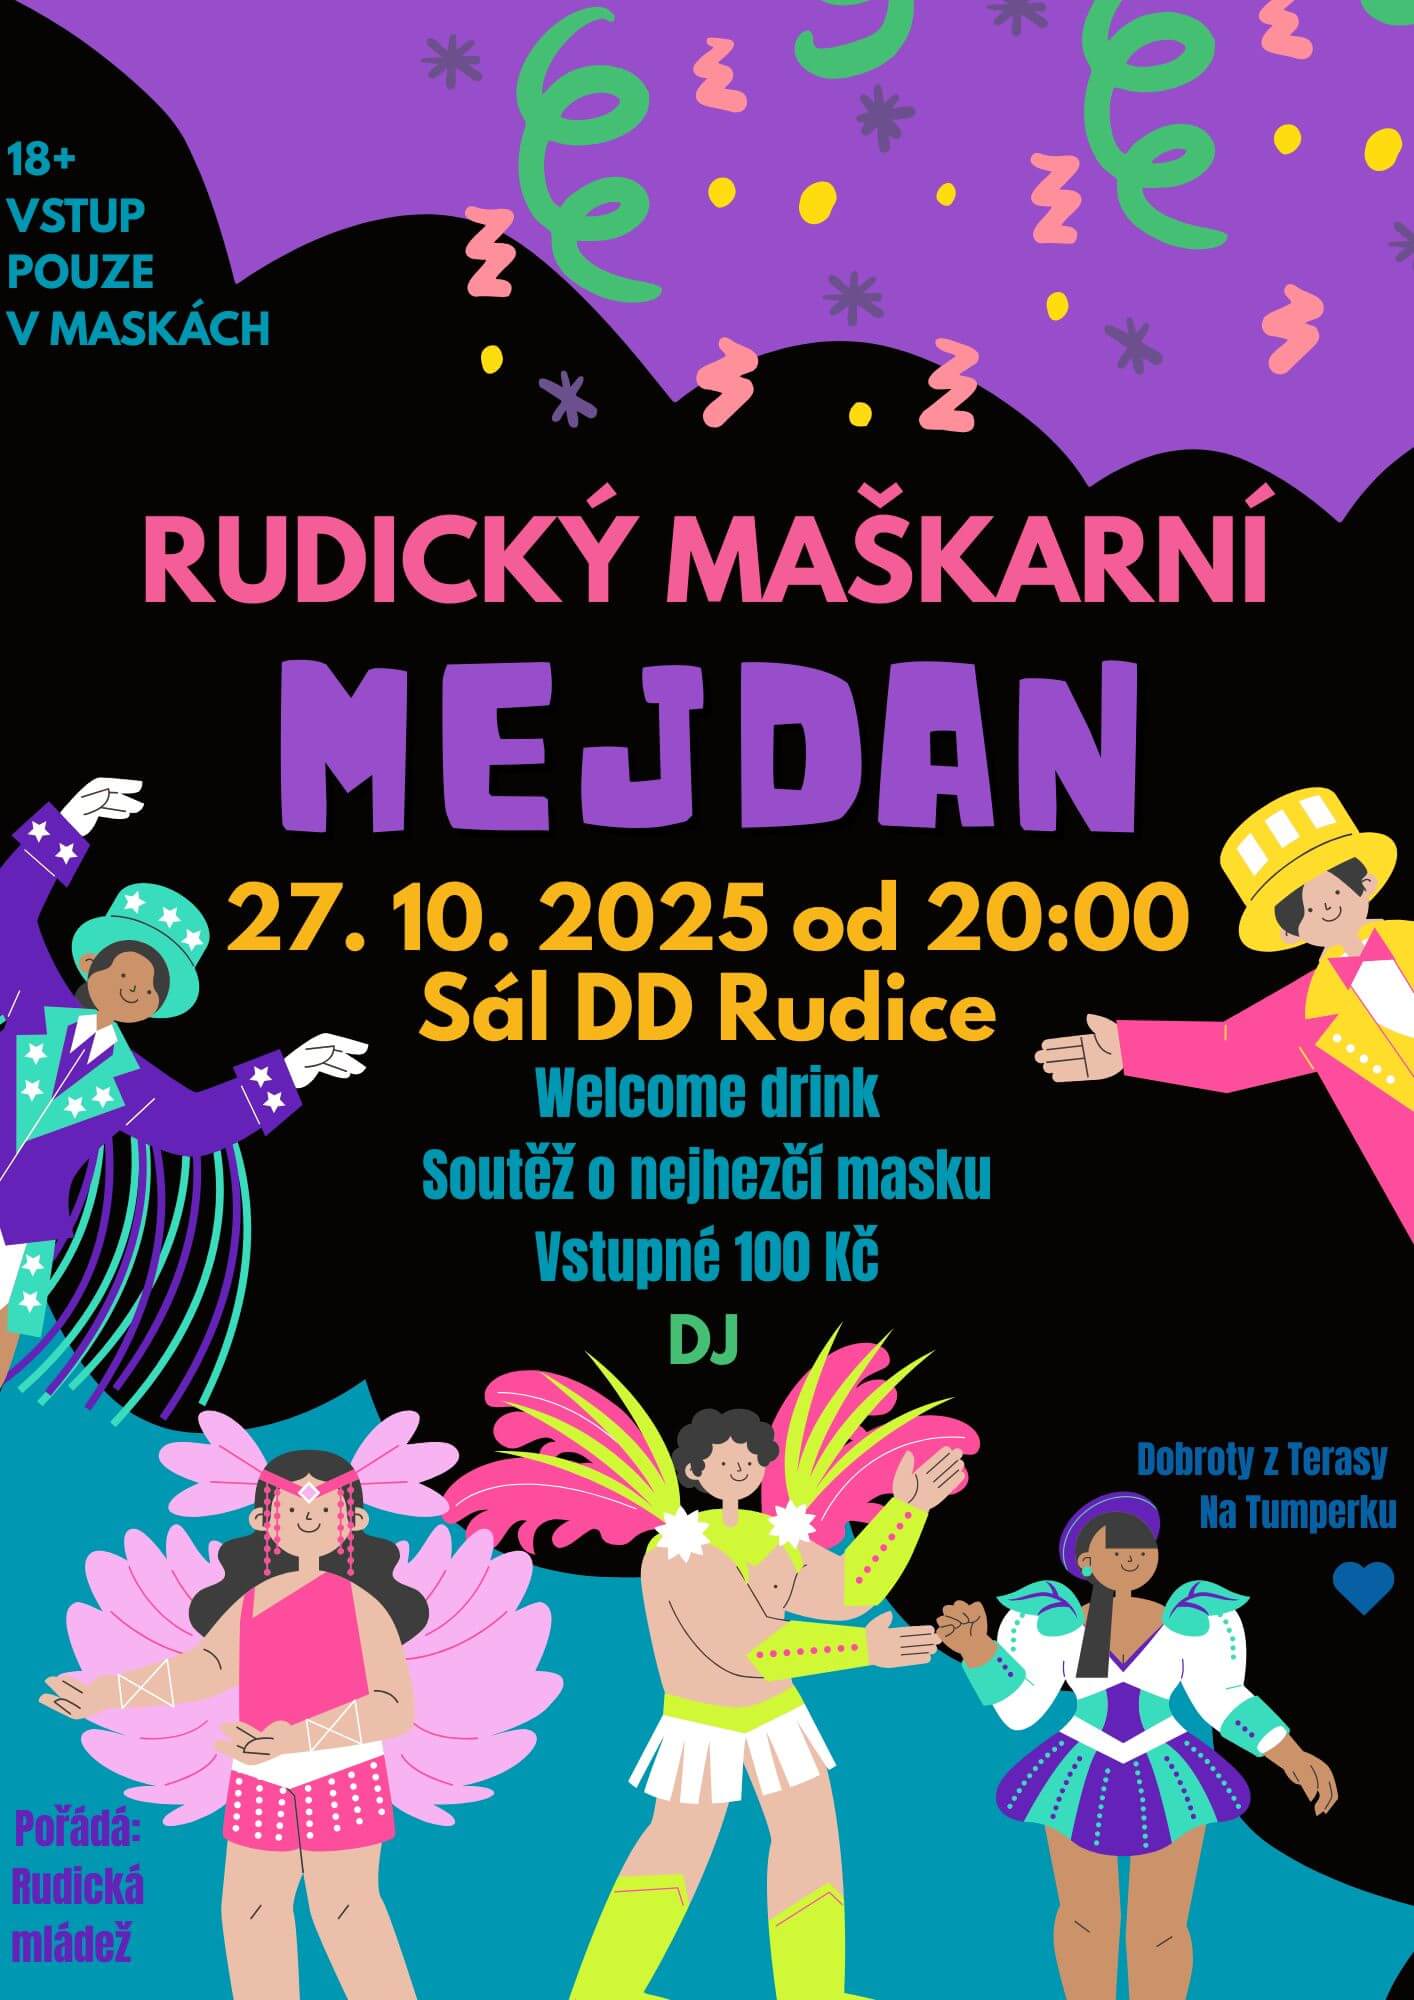 18+
VSTUP
POUZE
V MASKÁCH
RUDICKÝ MAŠKARNÍ
MEJDAN
27. 10. 2025 od 20:00
Sál DD Rudice
Welcome drink
Soutěž o nejhezčí masku
Vstupné 100 Kč
DJ
Dobroty z Terasy
Na Tumperku
Pořádá:
Rudická
mládež